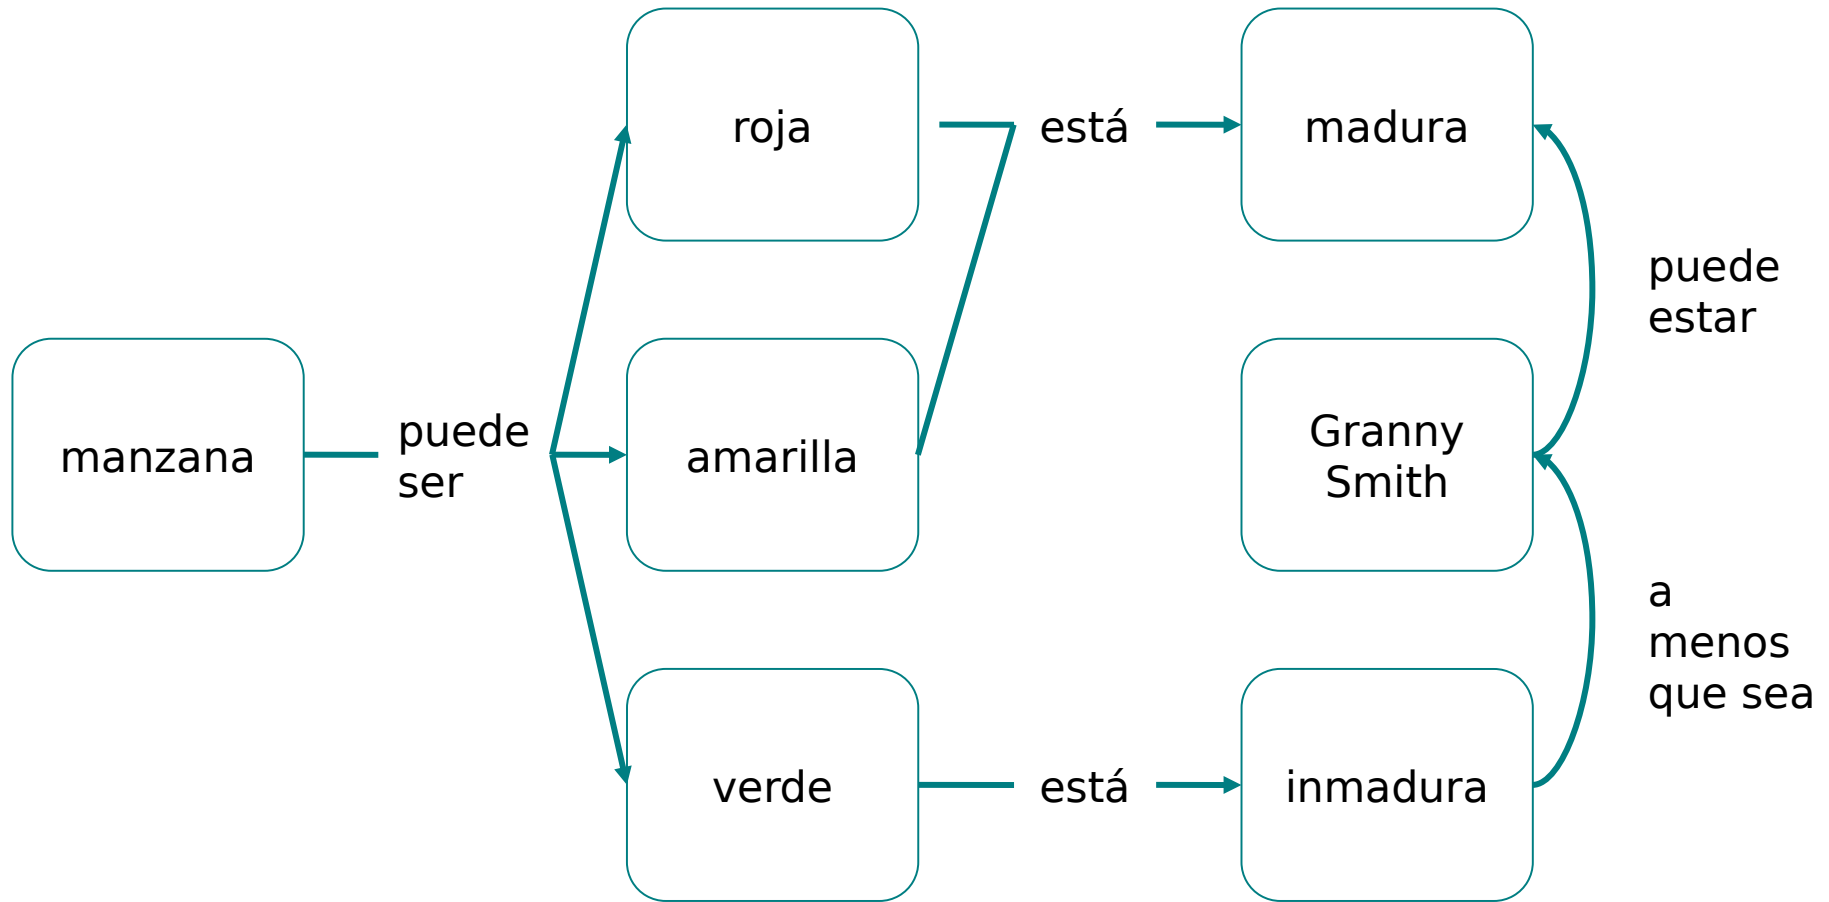 roja
está
madura
puede
estar
manzana
puede
ser
amarilla
Granny
Smith
a
menos
que sea
verde
está
inmadura